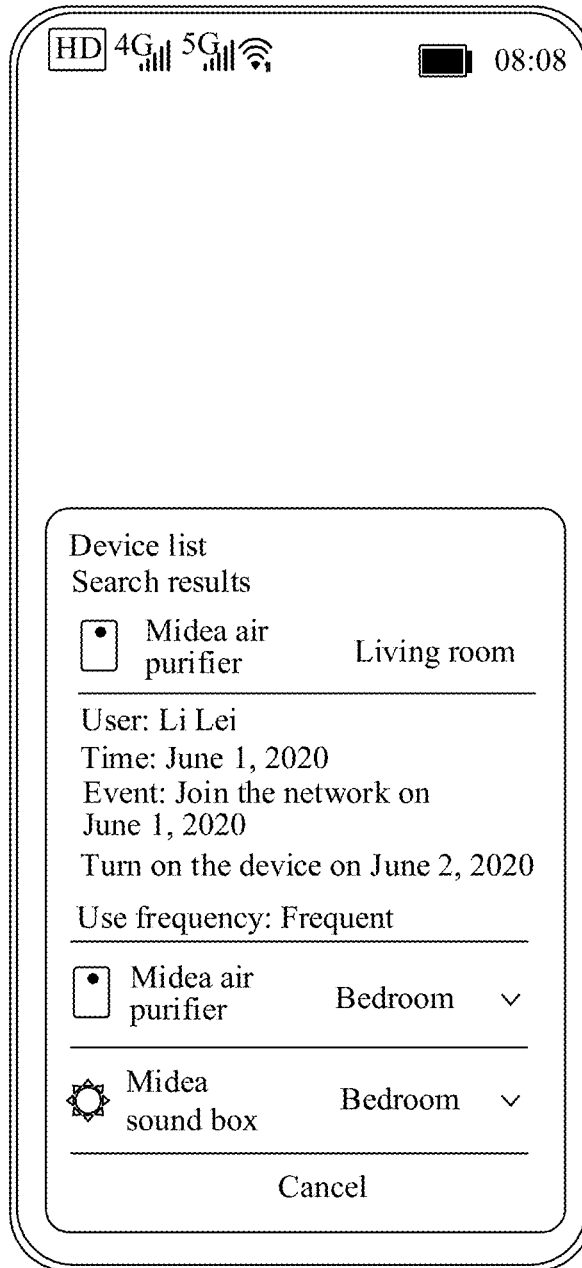 HD 4G 5G 08:08
Device list
Search results
Midea air
purifier
Living room
User: Li Lei
Time: June 1, 2020
Event: Join the network on
June 1, 2020
Turn on the device on June 2, 2020
Use frequency: Frequent
Midea air
purifier
Bedroom
Midea
sound box
Bedroom
Cancel